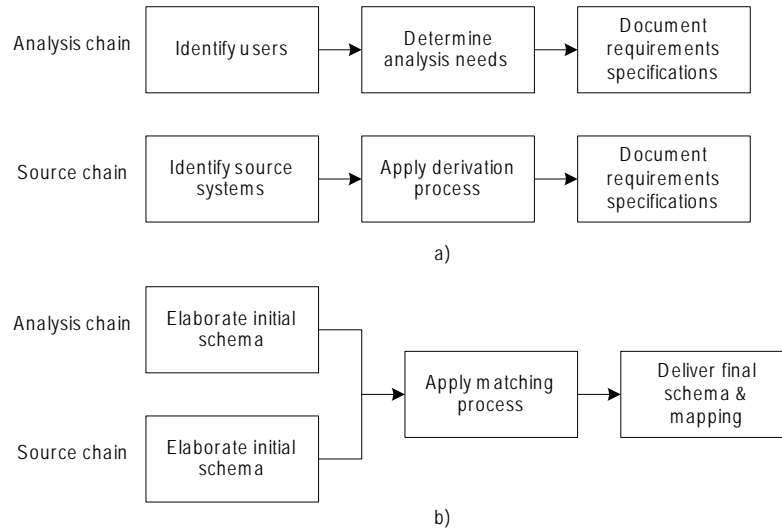 Analysis chain
Identify users
Determine
analysis needs
Document
requirements
specifications
Source chain
Identify source
systems
Apply derivation
process
Document
requirements
specifications
a)
Analysis chain
Elaborate initial
schema
Apply matching
process
Deliver final
schema &
mapping
Source chain
Elaborate initial
schema
b)